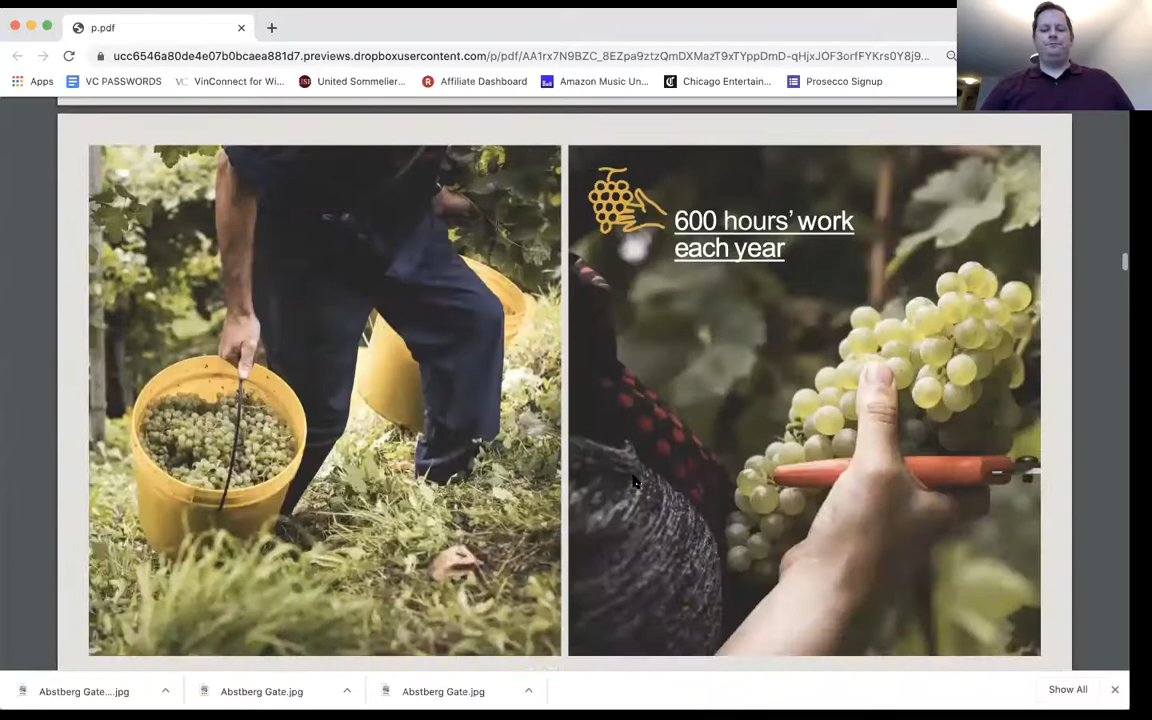 p.pdf
ucc6546a80de4e07b0bcaea881d7.previews.dropboxusercontent.com/p/pdf/AA1rx7N9BZC_8EZpa9ztzQmDXMazT9xTYppDmD-qHjxJOF3orfFYKrs0Y8j9...
Apps
VC PASSWORDS
VinConnect for Wi...
United Sommelier...
Affiliate Dashboard
Amazon Music Un...
Chicago Entertain...
Prosecco Signup
600 hours' work
each year
Abstberg Gate....jpg
Abstberg Gate.jpg
Abstberg Gate.jpg
Show All